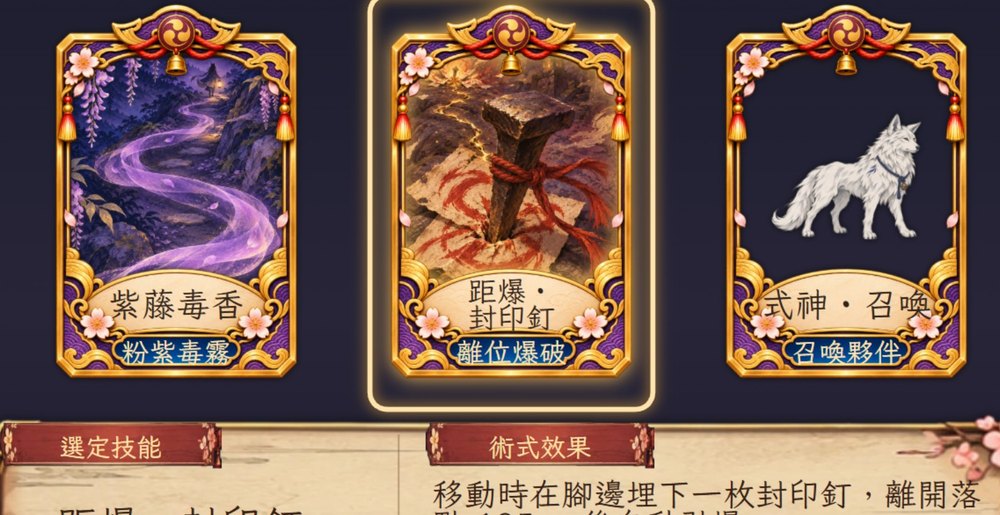 紫藤毒香
粉紫毒霧
距爆・
封印釘
離位爆破
式神・召喚
召喚夥伴
選定技能
術式效果
移動時在腳邊埋下一枚封印釘，離開落